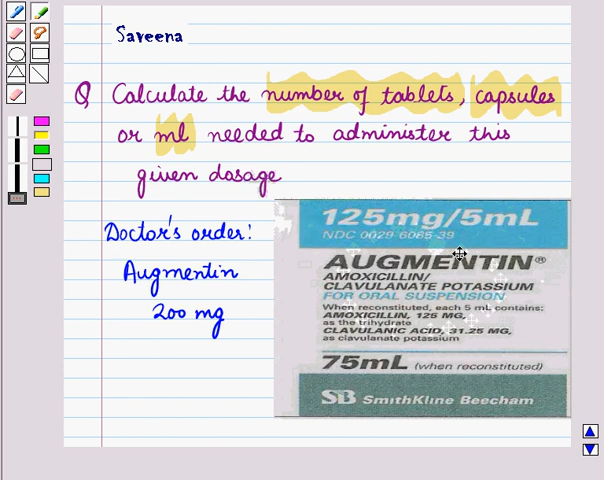 Saveena
Q Calculate the number of tablets, capsules
or ml needed to administer this
given dosage
Doctor's order:
Augmentin
200 mg
125mg/5mL
NDC 0029-6085-39
AUGMENTIN®
AMOXICILLIN/
CLAVULANATE POTASSIUM
FOR ORAL SUSPENSION
When reconstituted, each 5 mL contains:
AMOXICILLIN, 125 MG,
as the trihydrate
CLAVULANIC ACID, 31.25 MG,
as clavulanate potassium
75mL (when reconstituted)
SB SmithKline Beecham